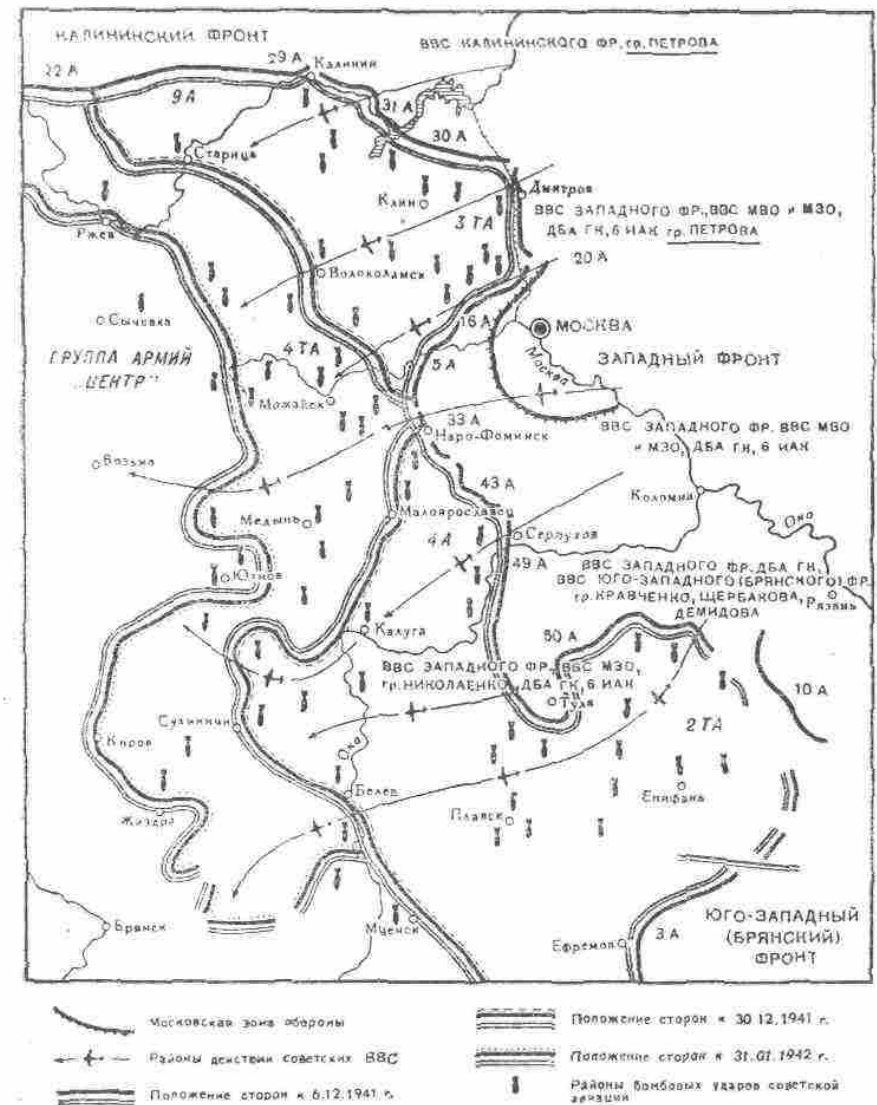 КАЛИНИНСКИЙ ФРОНТ
ВВС КАЛИНИНСКОГО ФР., гр. ПЕТРОВА
22 А
29 А
Калинин
9 А
31 А
30 А
Старица
Дмитров
Клин
3 ТА
ВВС ЗАПАДНОГО ФР., ВВС МВО и МЗО,
ДБА ГК, 6 ИАК гр. ПЕТРОВА
Ржев
Волоколамск
20 А
Сычевка
16 А
МОСКВА
ГРУППА АРМИЙ
„ЦЕНТР"
4 ТА
5 А
Москва
ЗАПАДНЫЙ ФРОНТ
Можайск
33 А
Наро-Фоминск
ВВС ЗАПАДНОГО ФР. ВВС МВО
и МЗО, ДБА ГК, 6 ИАК
Вязьма
43 А
Коломна
Медынь
Малоярославец
Ока
4 А
Серпухов
49 А
Юхнов
ВВС ЗАПАДНОГО ФР. ДБА ГК,
ВВС ЮГО-ЗАПАДНОГО (БРЯНСКОГО) ФР.
гр. КРАВЧЕНКО, ЩЕРБАКОВА,
ДЕМИДОВА
Рязань
Калуга
50 А
ВВС ЗАПАДНОГО ФР., ВВС МЗО,
гр. НИКОЛАЕНКО, ДБА ГК, 6 ИАК
10 А
Тула
Сухиничи
2 ТА
Киров
Ока
Белев
Епифань
Жиздра
Плавск
Брянск
Мценск
Ефремов
3 А
ЮГО-ЗАПАДНЫЙ
(БРЯНСКИЙ)
ФРОНТ
Московская зона обороны
Районы действий советских ВВС
Положение сторон к 6.12.1941 г.
Положение сторон к 30.12.1941 г.
Положение сторон к 31.01.1942 г.
Районы бомбовых ударов советской
авиации